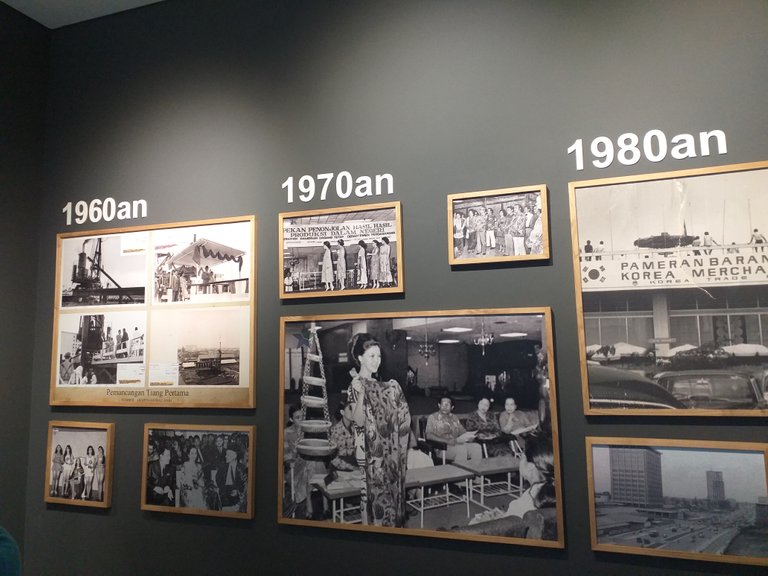 1960an
1970an
1980an
PEKAN PENONJOLAN HASIL HASIL
PRODUKSI DALAM NEGERI
PAMERAN BARAN
KOREA MERCHA
KOREA TRADE
Pemancangan Tiang Pertama